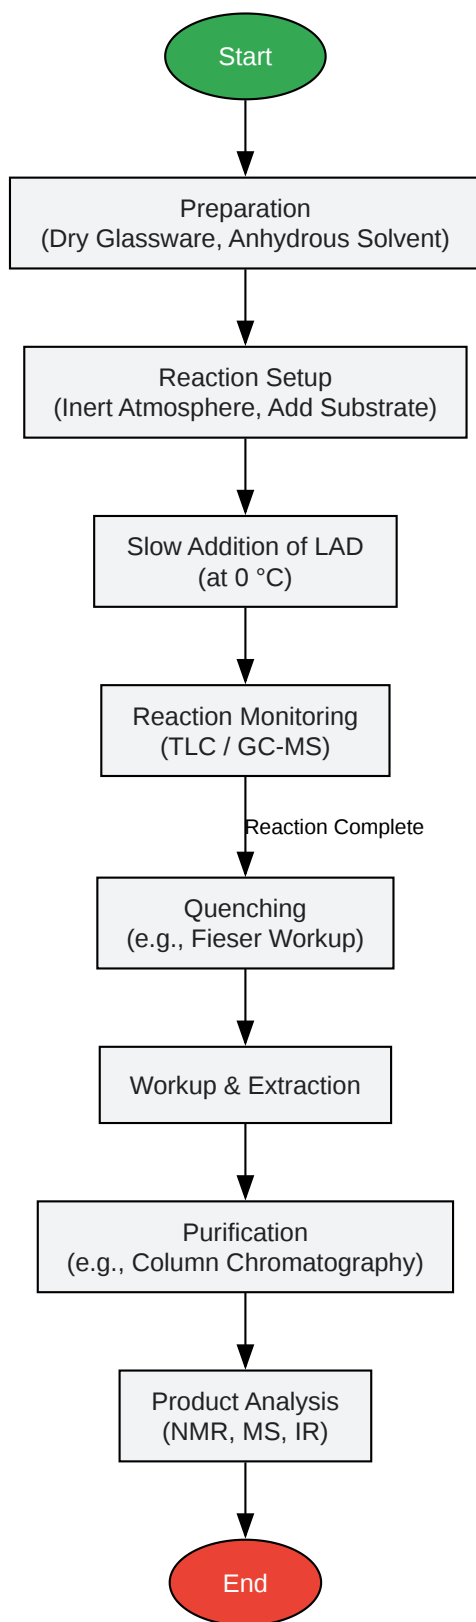 Start
Preparation
(Dry Glassware, Anhydrous Solvent)
Reaction Setup
(Inert Atmosphere, Add Substrate)
Slow Addition of LAD
(at 0 °C)
Reaction Monitoring
(TLC / GC-MS)
Reaction Complete
Quenching
(e.g., Fieser Workup)
Workup & Extraction
Purification
(e.g., Column Chromatography)
Product Analysis
(NMR, MS, IR)
End